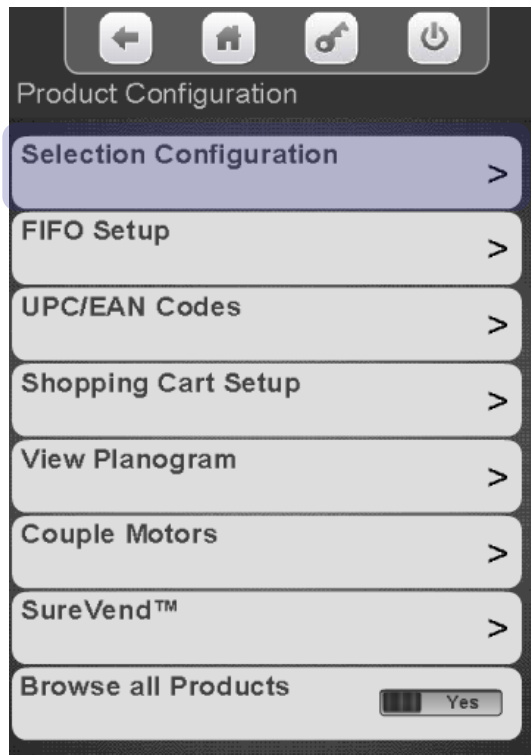 Product Configuration
Selection Configuration
>
FIFO Setup
>
UPC/EAN Codes
>
Shopping Cart Setup
>
View Planogram
>
Couple Motors
>
SureVend™
>
Browse all Products
Yes